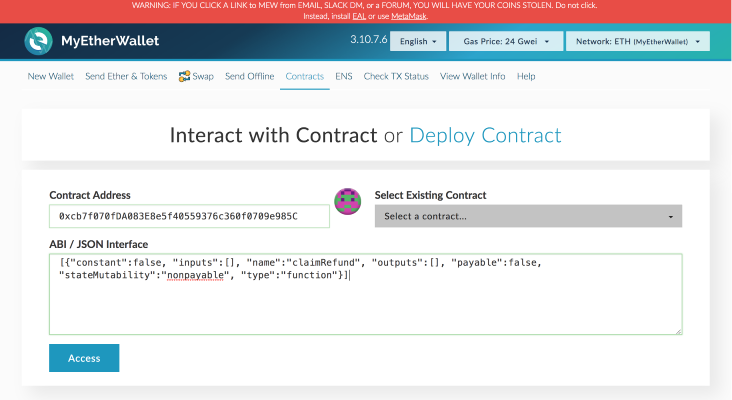 WARNING: IF YOU CLICK A LINK to MEW from EMAIL, SLACK DM, or a FORUM, YOU WILL HAVE YOUR COINS STOLEN. Do not click.
Instead, install EAL or use MetaMask.
MyEtherWallet
3.10.7.6 English Gas Price: 24 Gwei Network: ETH (MyEtherWallet)
New Wallet Send Ether & Tokens Swap Send Offline Contracts ENS Check TX Status View Wallet Info Help
Interact with Contract or Deploy Contract
Contract Address Select Existing Contract
0xcb7f070fDA083E8e5f40559376c360f0709e985C Select a contract...
ABI / JSON Interface
[{"constant":false, "inputs":[], "name":"claimRefund", "outputs":[], "payable":false,
"stateMutability":"nonpayable", "type":"function"}]
Access